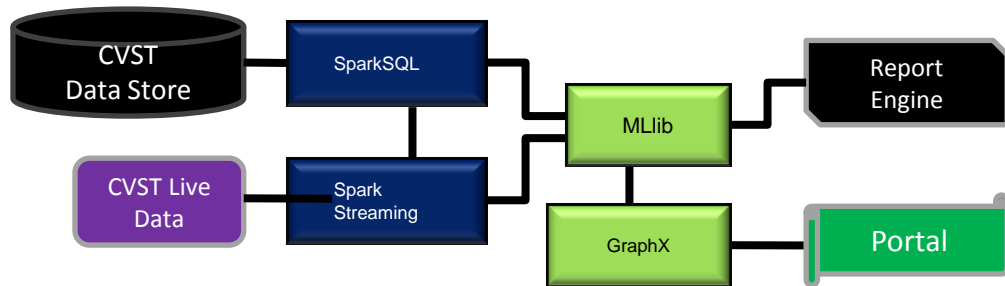 CVST
Data Store
SparkSQL
MLlib
Report
Engine
CVST Live
Data
Spark
Streaming
GraphX
Portal